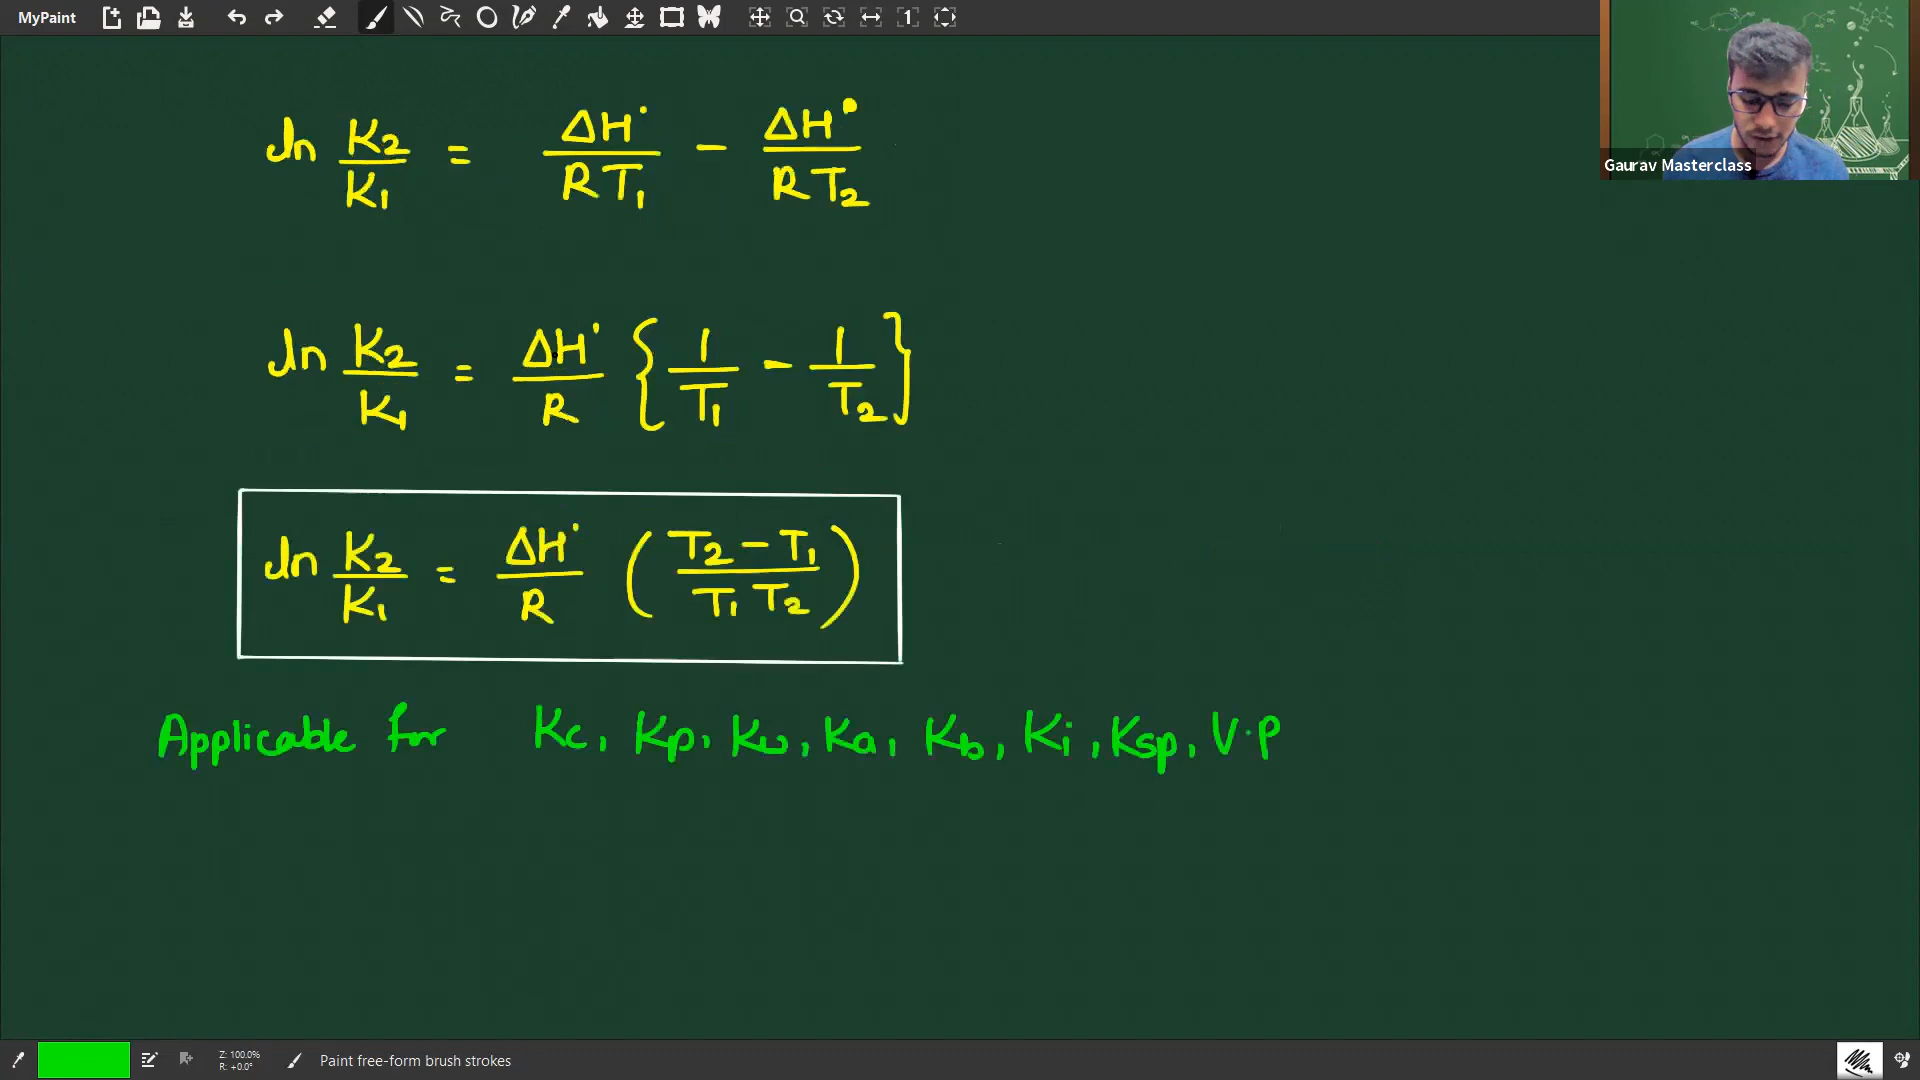 MyPaint
Gaurav Masterclass
ln K2/K1 = ΔH°/RT1 − ΔH°/RT2
ln K2/K1 = ΔH°/R {1/T1 − 1/T2}
ln K2/K1 = ΔH°/R (T2 − T1/T1 T2)
Applicable for Kc, Kp, Kw, Ka, Kb, Ki, Ksp, V.P
Z: 100.0%
R: +0.0°
Paint free-form brush strokes